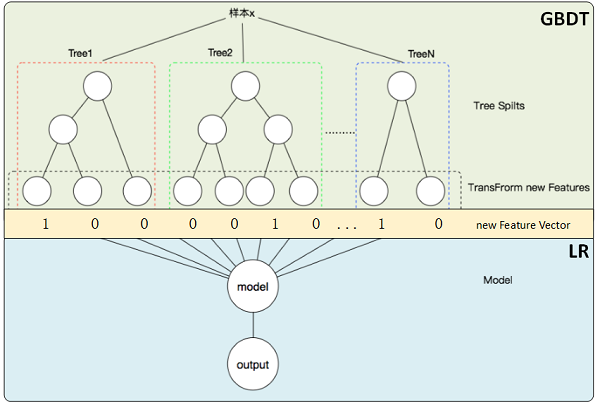 样本x
GBDT
Tree1
Tree2
TreeN
Tree Spilts
.........
TransFrorm new Features
1 0 0 0 0 1 0 ... 1 0
new Feature Vector
LR
model
Model
output